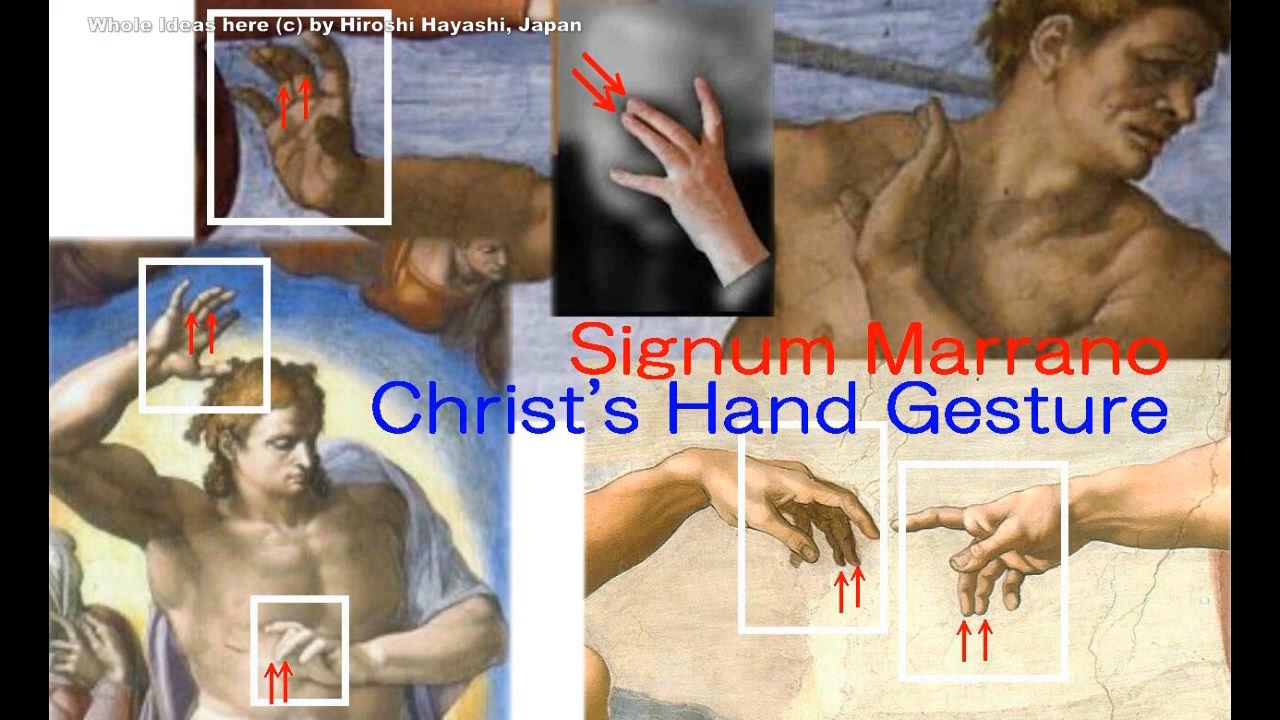 Whole Ideas here (c) by Hiroshi Hayashi, Japan
Signum Marrano
Christ's Hand Gesture